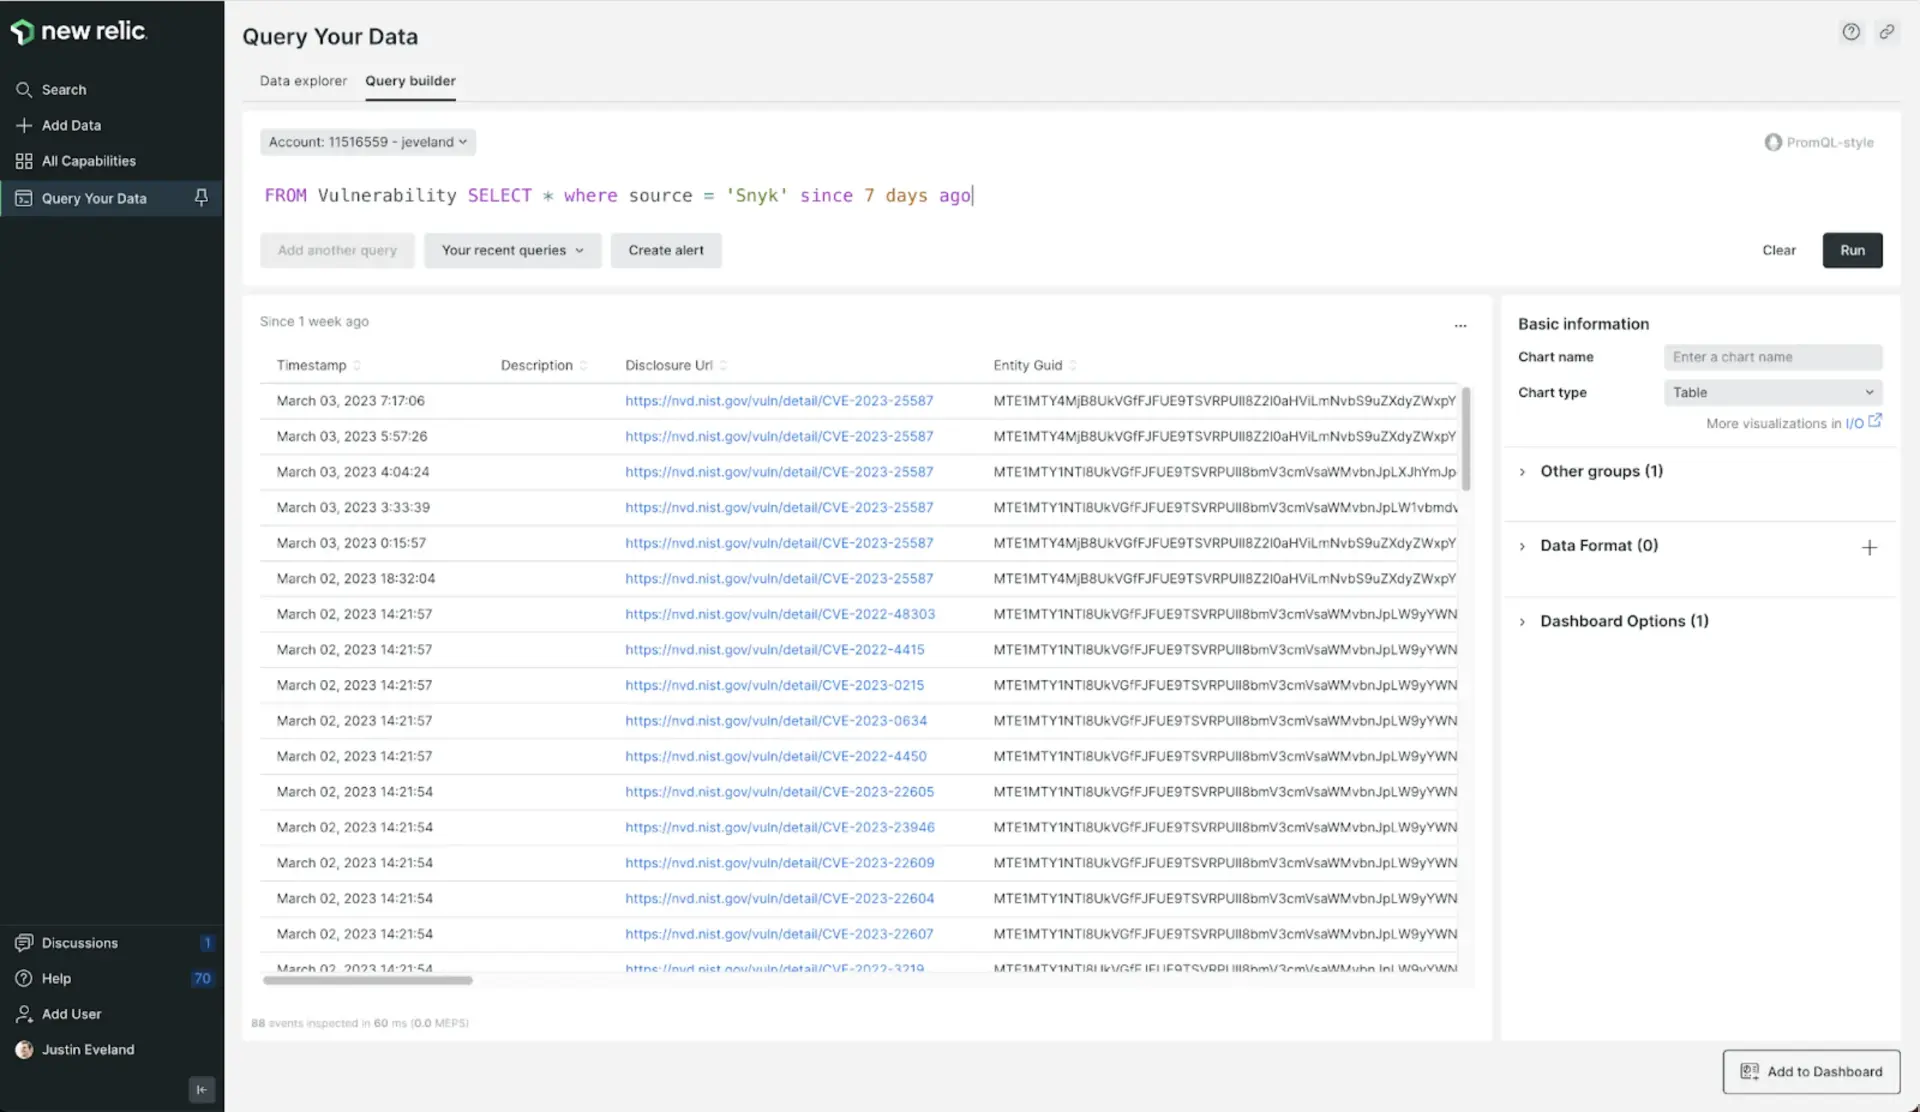 new relic
Search
Add Data
All Capabilities
Query Your Data
Discussions 1
Help 70
Add User
Justin Eveland
Query Your Data
Data explorer Query builder
Account: 11516559 - jeveland
PromQL-style
FROM Vulnerability SELECT * where source = 'Snyk' since 7 days ago
Add another query Your recent queries Create alert Clear Run
Since 1 week ago
...
Timestamp Description Disclosure Url Entity Guid
March 03, 2023 7:17:06 https://nvd.nist.gov/vuln/detail/CVE-2023-25587
March 03, 2023 5:57:26 https://nvd.nist.gov/vuln/detail/CVE-2023-25587
March 03, 2023 4:04:24 https://nvd.nist.gov/vuln/detail/CVE-2023-25587
March 03, 2023 3:33:39 https://nvd.nist.gov/vuln/detail/CVE-2023-25587
March 03, 2023 0:15:57 https://nvd.nist.gov/vuln/detail/CVE-2023-25587
March 02, 2023 18:32:04 https://nvd.nist.gov/vuln/detail/CVE-2023-25587
March 02, 2023 14:21:57 https://nvd.nist.gov/vuln/detail/CVE-2022-48303
March 02, 2023 14:21:57 https://nvd.nist.gov/vuln/detail/CVE-2022-4415
March 02, 2023 14:21:57 https://nvd.nist.gov/vuln/detail/CVE-2023-0215
March 02, 2023 14:21:57 https://nvd.nist.gov/vuln/detail/CVE-2023-0634
March 02, 2023 14:21:57 https://nvd.nist.gov/vuln/detail/CVE-2022-4450
March 02, 2023 14:21:54 https://nvd.nist.gov/vuln/detail/CVE-2023-22605
March 02, 2023 14:21:54 https://nvd.nist.gov/vuln/detail/CVE-2023-23946
March 02, 2023 14:21:54 https://nvd.nist.gov/vuln/detail/CVE-2023-22609
March 02, 2023 14:21:54 https://nvd.nist.gov/vuln/detail/CVE-2023-22604
March 02, 2023 14:21:54 https://nvd.nist.gov/vuln/detail/CVE-2023-22607
March 02, 2023 14:21:54 https://nvd.nist.gov/vuln/detail/CVE-2022-3219
88 events inspected in 60 ms (0.0 MEPS)
Basic information
Chart name Enter a chart name
Chart type Table
More visualizations in I/O
Other groups (1)
Data Format (0)
Dashboard Options (1)
Add to Dashboard